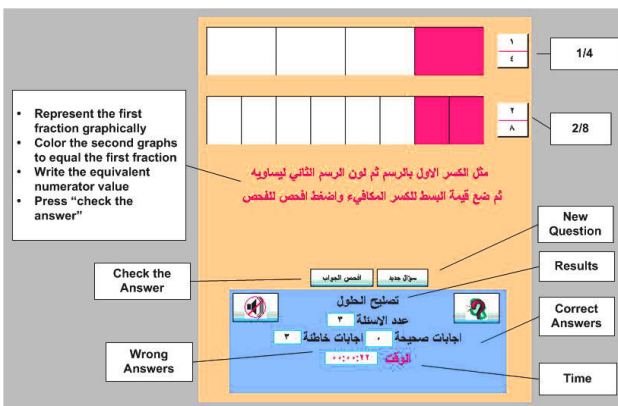 ١
٤
1/4
• Represent the first fraction graphically
• Color the second graphs to equal the first fraction
• Write the equivalent numerator value
• Press “check the answer”
٢
٨
2/8
مثل الكسر الاول بالرسم ثم لون الرسم الثاني ليساويه
ثم ضع قيمة البسط للكسر المكافيء واضغط افحص للفحص
New Question
Check the Answer
افحص الجواب
سؤال جديد
Results
تصليح الحلول
عدد الاسئلة ٣
اجابات صحيحة ٠ اجابات خاطئة ٣
Correct Answers
Wrong Answers
الوقت ٠٠:٠٠:٢٢
Time